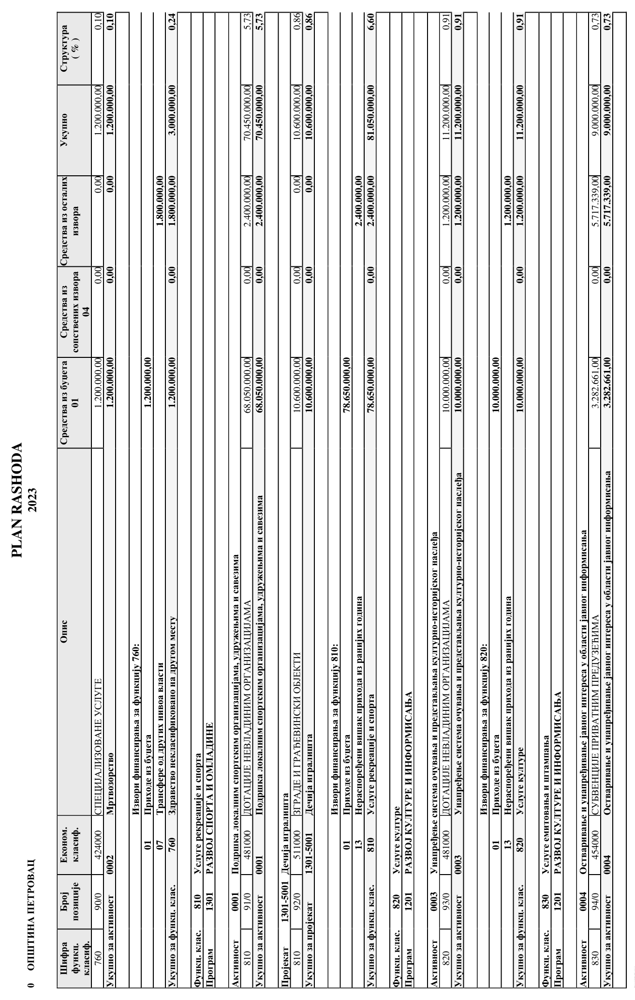 PLAN RASHODA
2023
0 ОПШТИНА ПЕТРОВАЦ
Шифра функц. класиф. Број позиције Економ. класиф. Опис Средства из буџета 01 Средства из сопствених извора 04 Средства из осталих извора Укупно Структура ( % )
760 90/0 424000 СПЕЦИЈАЛИЗОВАНЕ УСЛУГЕ 1.200.000,00 0,00 0,00 1.200.000,00 0,10
Укупно за активност 0002 Мртвозорство 1.200.000,00 0,00 0,00 1.200.000,00 0,10
Извори финансирања за функцију 760:
01 Приходе из буџета 1.200.000,00
07 Трансфере од других нивоа власти 1.800.000,00
Укупно за функц. клас. 760 Здравство некласификовано на другом месту 1.200.000,00 0,00 1.800.000,00 3.000.000,00 0,24
Функц. клас. 810 Услуге рекреације и спорта
Програм 1301 РАЗВОЈ СПОРТА И ОМЛАДИНЕ
Активност 0001 Подршка локалним спортским организацијама, удружењима и савезима
810 91/0 481000 ДОТАЦИЈЕ НЕВЛАДИНИМ ОРГАНИЗАЦИЈАМА 68.050.000,00 0,00 2.400.000,00 70.450.000,00 5,73
Укупно за активност 0001 Подршка локалним спортским организацијама, удружењима и савезима 68.050.000,00 0,00 2.400.000,00 70.450.000,00 5,73
Пројекат 1301-5001 Дечија игралишта
810 92/0 511000 ЗГРАДЕ И ГРАЂЕВИНСКИ ОБЈЕКТИ 10.600.000,00 0,00 0,00 10.600.000,00 0,86
Укупно за пројекат 1301-5001 Дечија игралишта 10.600.000,00 0,00 0,00 10.600.000,00 0,86
Извори финансирања за функцију 810:
01 Приходе из буџета 78.650.000,00
13 Нераспоређени вишак прихода из ранијих година 2.400.000,00
Укупно за функц. клас. 810 Услуге рекреације и спорта 78.650.000,00 0,00 2.400.000,00 81.050.000,00 6,60
Функц. клас. 820 Услуге културе
Програм 1201 РАЗВОЈ КУЛТУРЕ И ИНФОРМИСАЊА
Активност 0003 Унапређење система очувања и представљања културно-историјског наслеђа
820 93/0 481000 ДОТАЦИЈЕ НЕВЛАДИНИМ ОРГАНИЗАЦИЈАМА 10.000.000,00 0,00 1.200.000,00 11.200.000,00 0,91
Укупно за активност 0003 Унапређење система очувања и представљања културно-историјског наслеђа 10.000.000,00 0,00 1.200.000,00 11.200.000,00 0,91
Извори финансирања за функцију 820:
01 Приходе из буџета 10.000.000,00
13 Нераспоређени вишак прихода из ранијих година 1.200.000,00
Укупно за функц. клас. 820 Услуге културе 10.000.000,00 0,00 1.200.000,00 11.200.000,00 0,91
Функц. клас. 830 Услуге емитовања и штампања
Програм 1201 РАЗВОЈ КУЛТУРЕ И ИНФОРМИСАЊА
Активност 0004 Остваривање и унапређивање јавног интереса у области јавног информисања
830 94/0 454000 СУБВЕНЦИЈЕ ПРИВАТНИМ ПРЕДУЗЕЋИМА 3.282.661,00 0,00 5.717.339,00 9.000.000,00 0,73
Укупно за активност 0004 Остваривање и унапређивање јавног интереса у области јавног информисања 3.282.661,00 0,00 5.717.339,00 9.000.000,00 0,73